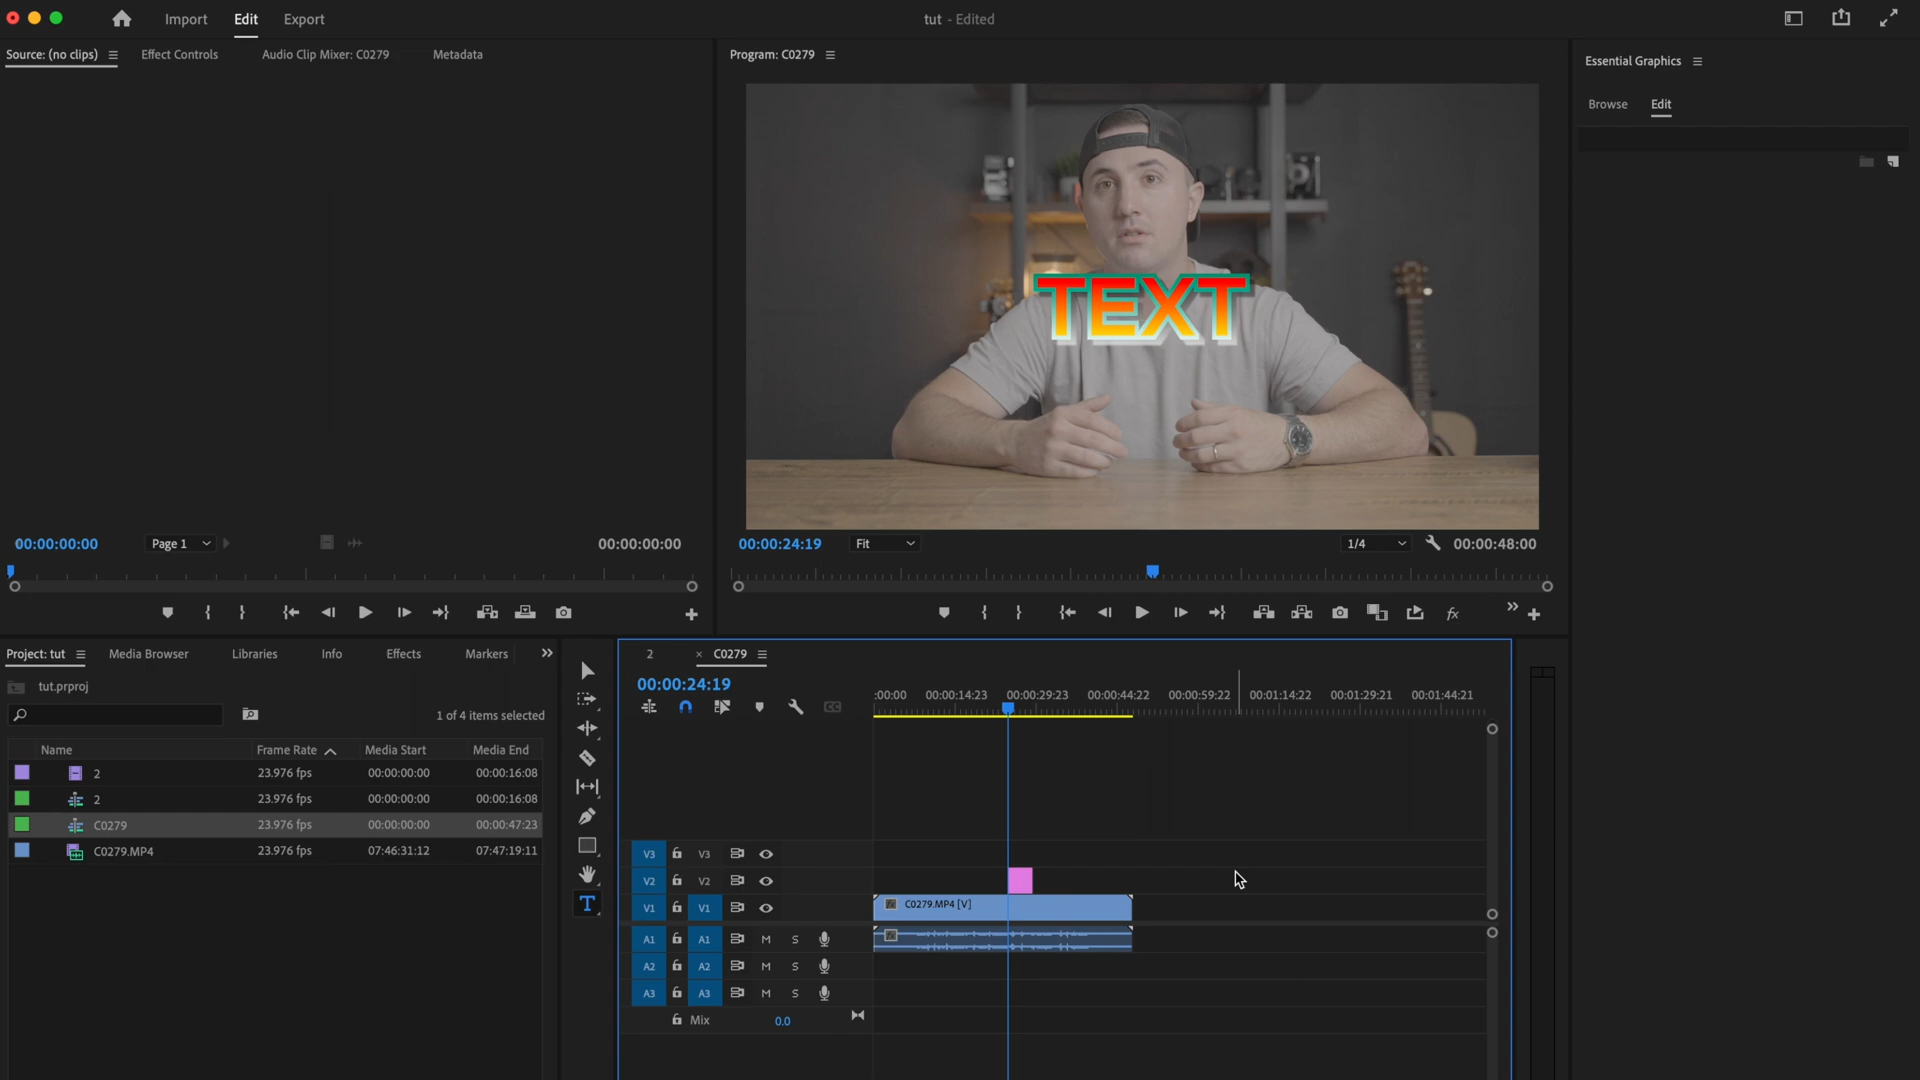 Import Edit Export
tut - Edited
Source: (no clips) Effect Controls Audio Clip Mixer: C0279 Metadata
Program: C0279
Essential Graphics
Browse Edit
TEXT
00:00:00:00 Page 1 00:00:00:00
00:00:24:19 Fit 1/4 00:00:48:00
fx
Project: tut Media Browser Libraries Info Effects Markers
tut.prproj
1 of 4 items selected
Name Frame Rate Media Start Media End
2 23.976 fps 00:00:00:00 00:00:16:08
2 23.976 fps 00:00:00:00 00:00:16:08
C0279 23.976 fps 00:00:00:00 00:00:47:23
C0279.MP4 23.976 fps 07:46:31:12 07:47:19:11
T
2 × C0279
00:00:24:19
CC
:00:00 00:00:14:23 00:00:29:23 00:00:44:22 00:00:59:22 00:01:14:22 00:01:29:21 00:01:44:21
V3 V3
V2 V2
V1 V1 fx C0279.MP4 [V]
A1 A1 M S fx
A2 A2 M S
A3 A3 M S
Mix 0.0